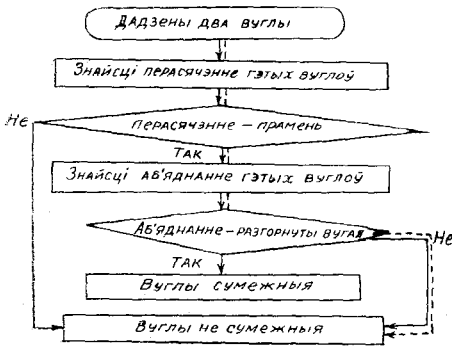 Дадзены два вуглы
Знайсці перасячэнне гэтых вуглоў
Не
перасячэнне – прамень
Так
Знайсці аб'яднанне гэтых вуглоў
Аб'яднанне – разгорнуты вугал
Не
Так
Вуглы сумежныя
Вуглы не сумежныя